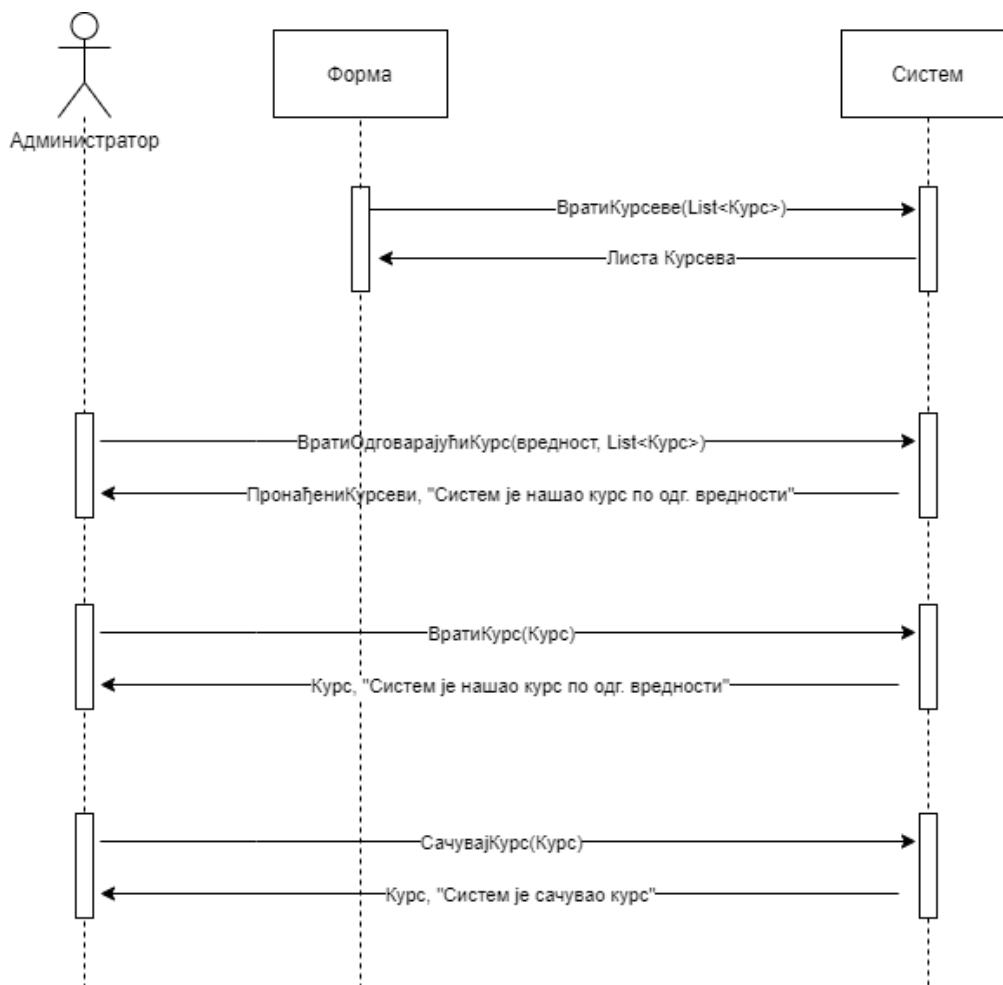 Форма
Систем
Администратор
ВратиКурсеве(List<Курс>)
Листа Курсева
ВратиОдговарајућиКурс(вредност, List<Курс>)
ПронађениКурсеви, "Систем је нашао курс по одг. вредности"
ВратиКурс(Курс)
Курс, "Систем је нашао курс по одг. вредности"
СачувајКурс(Курс)
Курс, "Систем је сачувао курс"